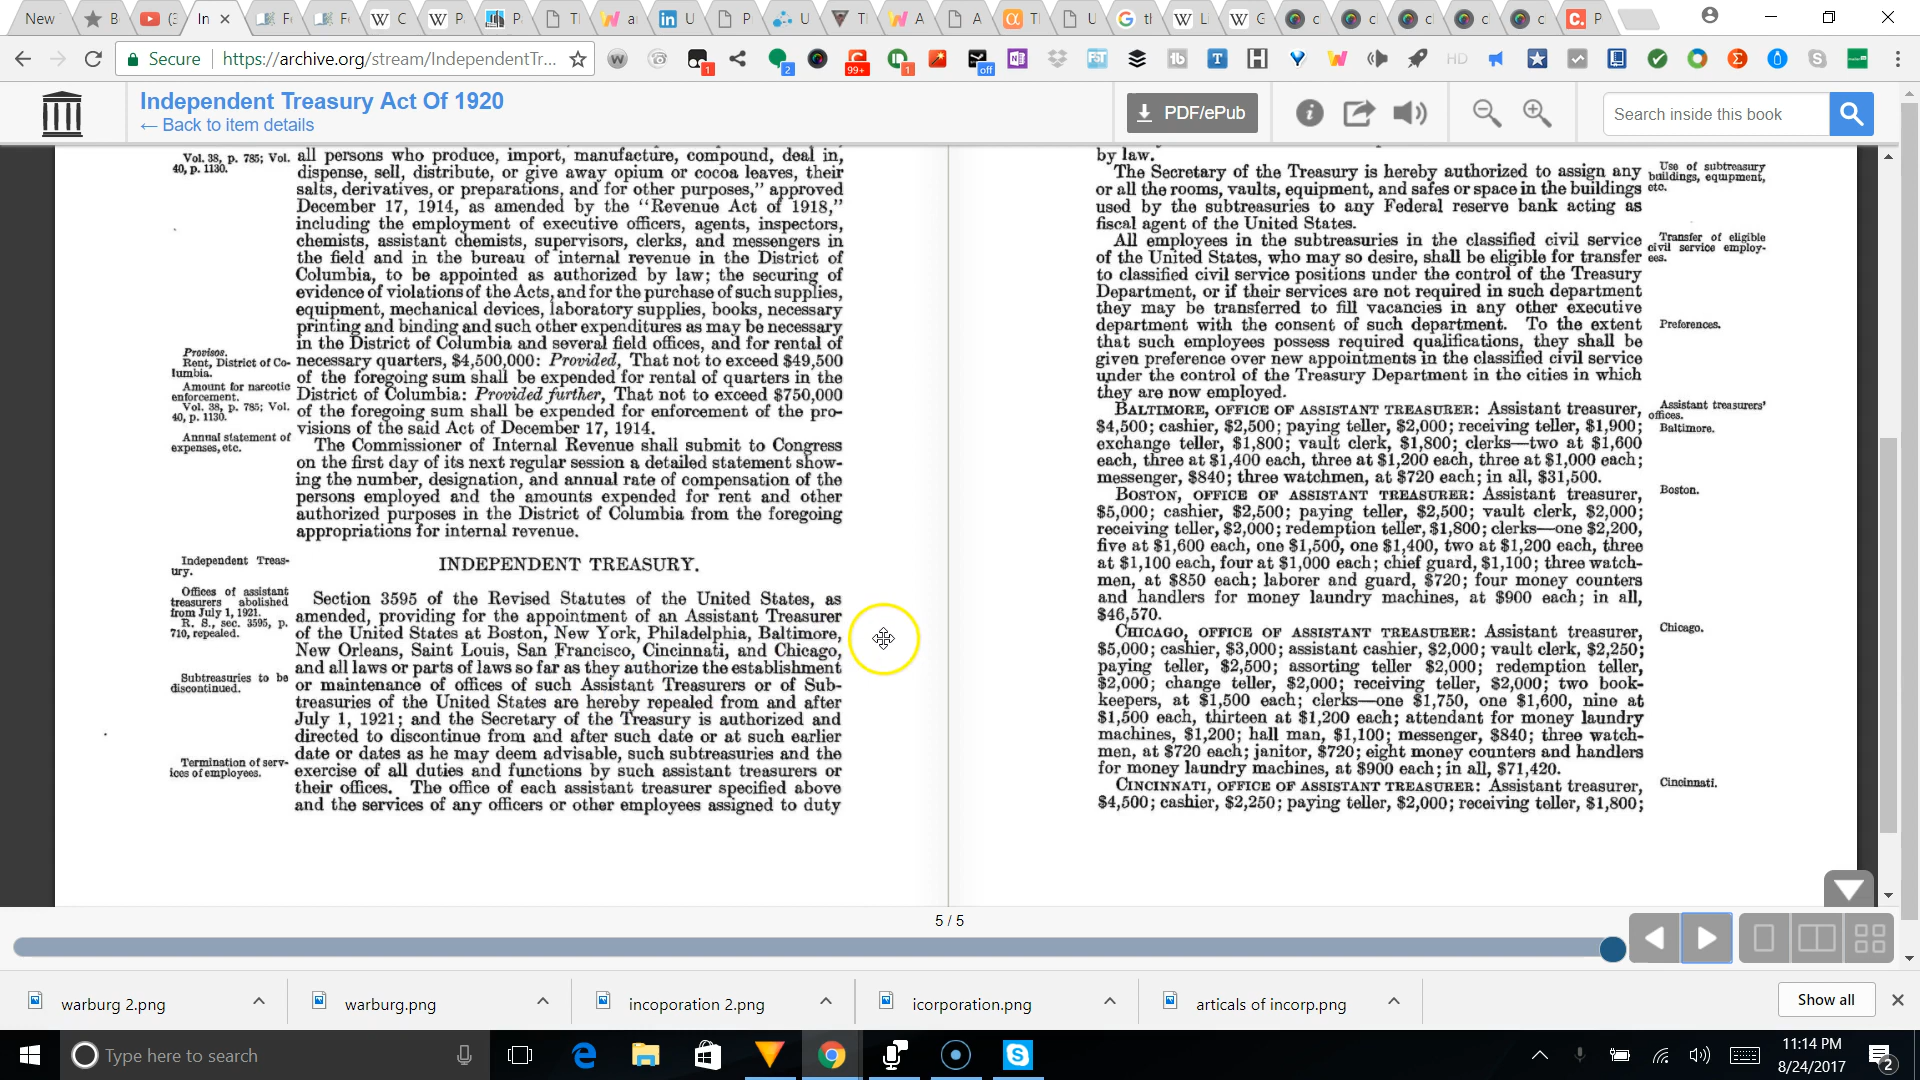 New
B
(3
In
Fe
Fe
C
P
P
Tl
a
U
P
U
Tl
A
A
Tl
U
th
Li
G
c
c
c
c
c
P
Secure
https://archive.org/stream/IndependentTr...
1
2
99+
1
off
HD
Independent Treasury Act Of 1920
← Back to item details
PDF/ePub
Search inside this book
Vol. 38, p. 785; Vol.
40, p. 1130.
all persons who produce, import, manufacture, compound, deal in,
dispense, sell, distribute, or give away opium or cocoa leaves, their
salts, derivatives, or preparations, and for other purposes,” approved
December 17, 1914, as amended by the “Revenue Act of 1918,”
including the employment of executive officers, agents, inspectors,
chemists, assistant chemists, supervisors, clerks, and messengers in
the field and in the bureau of internal revenue in the District of
Columbia, to be appointed as authorized by law; the securing of
evidence of violations of the Acts, and for the purchase of such supplies,
equipment, mechanical devices, laboratory supplies, books, necessary
printing and binding and such other expenditures as may be necessary
in the District of Columbia and several field offices, and for rental of
Provisos.
Rent, District of Co-
lumbia.
necessary quarters, $4,500,000: Provided, That not to exceed $49,500
of the foregoing sum shall be expended for rental of quarters in the
Amount for narcotic
enforcement.
Vol. 38, p. 785; Vol.
40, p. 1130.
District of Columbia: Provided further, That not to exceed $750,000
of the foregoing sum shall be expended for enforcement of the pro-
visions of the said Act of December 17, 1914.
Annual statement of
expenses, etc.
The Commissioner of Internal Revenue shall submit to Congress
on the first day of its next regular session a detailed statement show-
ing the number, designation, and annual rate of compensation of the
persons employed and the amounts expended for rent and other
authorized purposes in the District of Columbia from the foregoing
appropriations for internal revenue.
Independent Treas-
ury.
INDEPENDENT TREASURY.
Offices of assistant
treasurers abolished
from July 1, 1921.
R. S., sec. 3595, p.
710, repealed.
Section 3595 of the Revised Statutes of the United States, as
amended, providing for the appointment of an Assistant Treasurer
of the United States at Boston, New York, Philadelphia, Baltimore,
New Orleans, Saint Louis, San Francisco, Cincinnati, and Chicago,
and all laws or parts of laws so far as they authorize the establishment
Subtreasuries to be
discontinued.
or maintenance of offices of such Assistant Treasurers or of Sub-
treasuries of the United States are hereby repealed from and after
July 1, 1921; and the Secretary of the Treasury is authorized and
directed to discontinue from and after such date or at such earlier
date or dates as he may deem advisable, such subtreasuries and the
Termination of serv-
ices of employees.
exercise of all duties and functions by such assistant treasurers or
their offices. The office of each assistant treasurer specified above
and the services of any officers or other employees assigned to duty
by law.
The Secretary of the Treasury is hereby authorized to assign any
or all the rooms, vaults, equipment, and safes or space in the buildings
used by the subtreasuries to any Federal reserve bank acting as
fiscal agent of the United States.
Use of subtreasury
buildings, equipment,
etc.
All employees in the subtreasuries in the classified civil service
of the United States, who may so desire, shall be eligible for transfer
to classified civil service positions under the control of the Treasury
Department, or if their services are not required in such department
they may be transferred to fill vacancies in any other executive
department with the consent of such department. To the extent
that such employees possess required qualifications, they shall be
given preference over new appointments in the classified civil service
under the control of the Treasury Department in the cities in which
they are now employed.
Transfer of eligible
civil service employ-
ees.
Preferences.
BALTIMORE, OFFICE OF ASSISTANT TREASURER: Assistant treasurer,
$4,500; cashier, $2,500; paying teller, $2,000; receiving teller, $1,900;
exchange teller, $1,800; vault clerk, $1,800; clerks—two at $1,600
each, three at $1,400 each, three at $1,200 each, three at $1,000 each;
messenger, $840; three watchmen, at $720 each; in all, $31,500.
Assistant treasurers’
offices.
Baltimore.
BOSTON, OFFICE OF ASSISTANT TREASURER: Assistant treasurer,
$5,000; cashier, $2,500; paying teller, $2,500; vault clerk, $2,000;
receiving teller, $2,000; redemption teller, $1,800; clerks—one $2,200,
five at $1,600 each, one $1,500, one $1,400, two at $1,200 each, three
at $1,100 each, four at $1,000 each; chief guard, $1,100; three watch-
men, at $850 each; laborer and guard, $720; four money counters
and handlers for money laundry machines, at $900 each; in all,
$46,570.
Boston.
CHICAGO, OFFICE OF ASSISTANT TREASURER: Assistant treasurer,
$5,000; cashier, $3,000; assistant cashier, $2,000; vault clerk, $2,250;
paying teller, $2,500; assorting teller $2,000; redemption teller,
$2,000; change teller, $2,000; receiving teller, $2,000; two book-
keepers, at $1,500 each; clerks—one $1,750, one $1,600, nine at
$1,500 each, thirteen at $1,200 each; attendant for money laundry
machines, $1,200; hall man, $1,100; messenger, $840; three watch-
men, at $720 each; janitor, $720; eight money counters and handlers
for money laundry machines, at $900 each; in all, $71,420.
Chicago.
CINCINNATI, OFFICE OF ASSISTANT TREASURER: Assistant treasurer,
$4,500; cashier, $2,250; paying teller, $2,000; receiving teller, $1,800;
Cincinnati.
5 / 5
warburg 2.png
warburg.png
incoporation 2.png
icorporation.png
articals of incorp.png
Show all
Type here to search
11:14 PM
8/24/2017
2